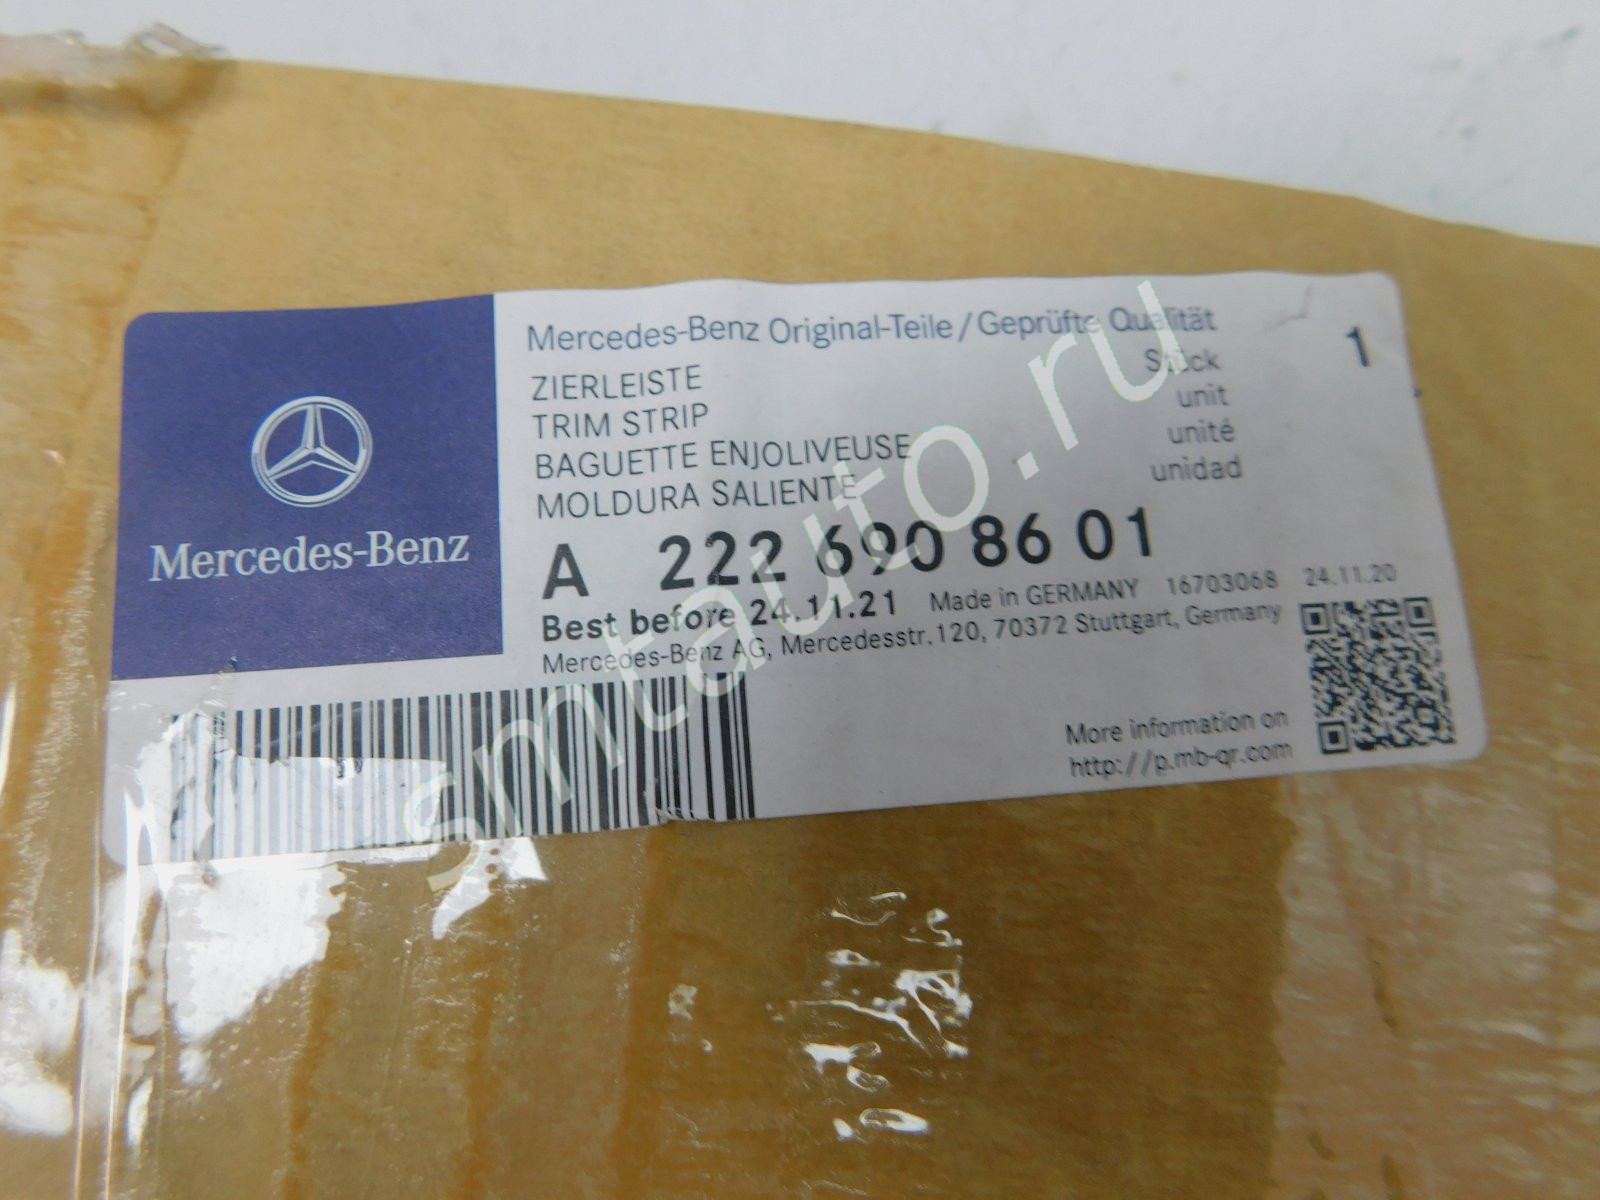 Mercedes-Benz
Mercedes-Benz Original-Teile/Geprüfte Qualität
ZIERLEISTE
TRIM STRIP
BAGUETTE ENJOLIVEUSE
MOLDURA SALIENTE
Stück
unit
unité
unidad
1
A 222 690 86 01
Best before 24.11.21 Made in GERMANY 16703068 24.11.20
Mercedes-Benz AG, Mercedesstr.120, 70372 Stuttgart, Germany
More information on
http://p.mb-qr.com
smtauto.ru